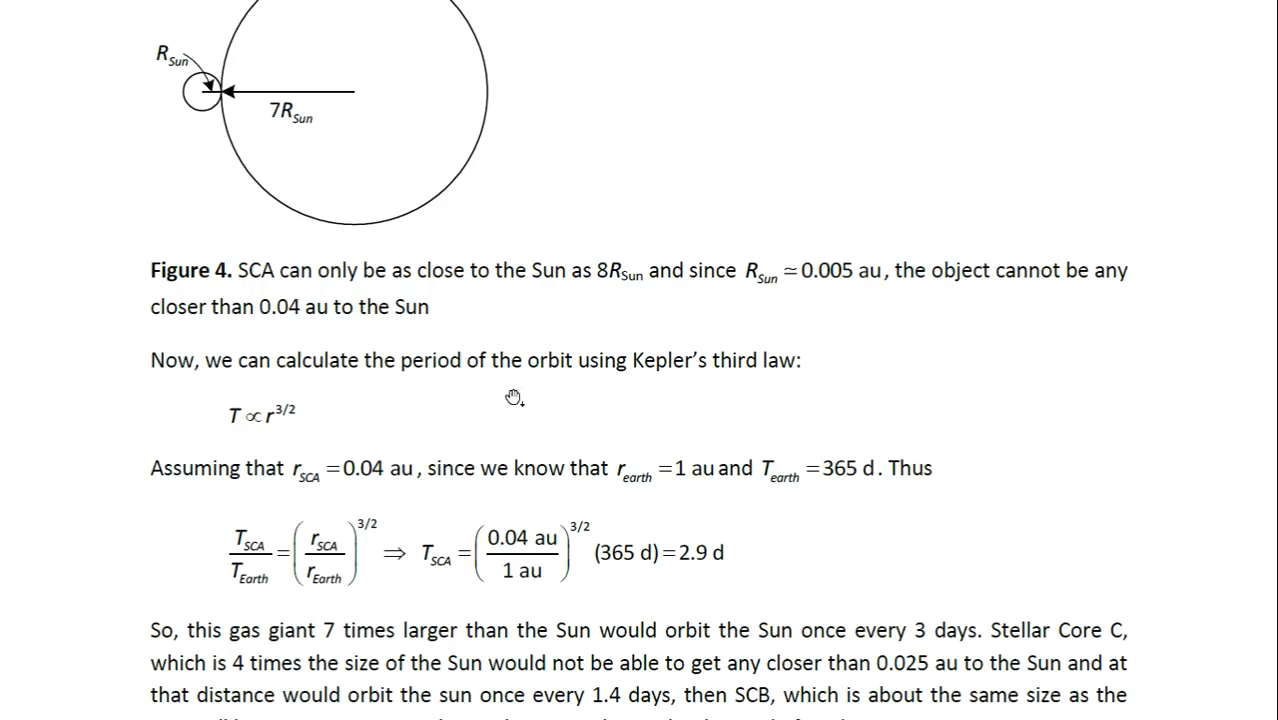 R_Sun
7R_Sun
Figure 4. SCA can only be as close to the Sun as 8R_Sun and since R_Sun ≃ 0.005 au, the object cannot be any
closer than 0.04 au to the Sun
Now, we can calculate the period of the orbit using Kepler's third law:
T ∝ r^3/2
Assuming that r_SCA = 0.04 au, since we know that r_earth = 1 au and T_earth = 365 d. Thus
T_SCA / T_Earth = (r_SCA / r_Earth)^3/2 ⇒ T_SCA = (0.04 au / 1 au)^3/2 (365 d) = 2.9 d
So, this gas giant 7 times larger than the Sun would orbit the Sun once every 3 days. Stellar Core C,
which is 4 times the size of the Sun would not be able to get any closer than 0.025 au to the Sun and at
that distance would orbit the sun once every 1.4 days, then SCB, which is about the same size as the